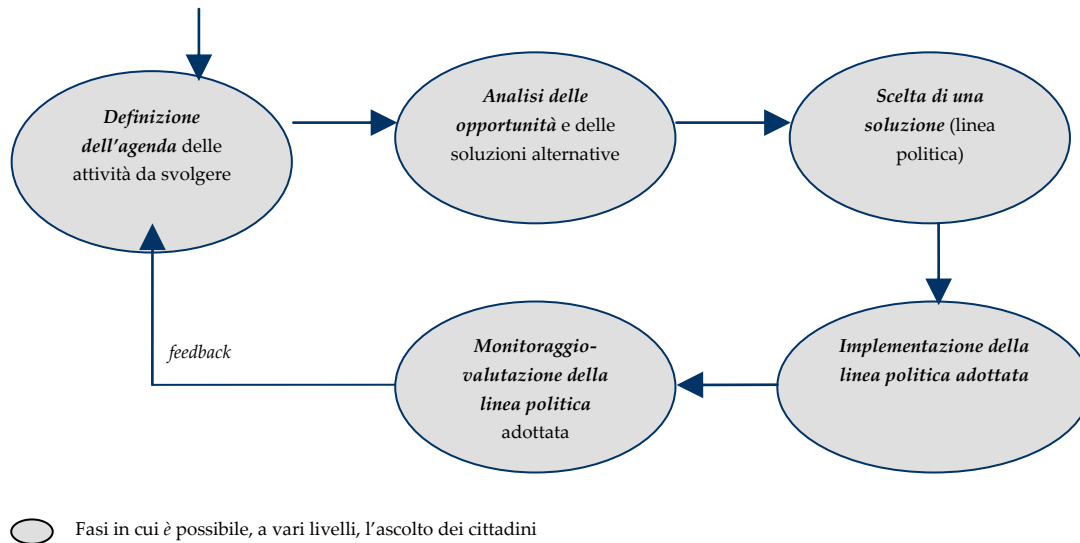 Definizione
dell'agenda delle
attività da svolgere
Analisi delle
opportunità e delle
soluzioni alternative
Scelta di una
soluzione (linea
politica)
Implementazione della
linea politica adottata
Monitoraggio-
valutazione della
linea politica
adottata
feedback
Fasi in cui è possibile, a vari livelli, l'ascolto dei cittadini